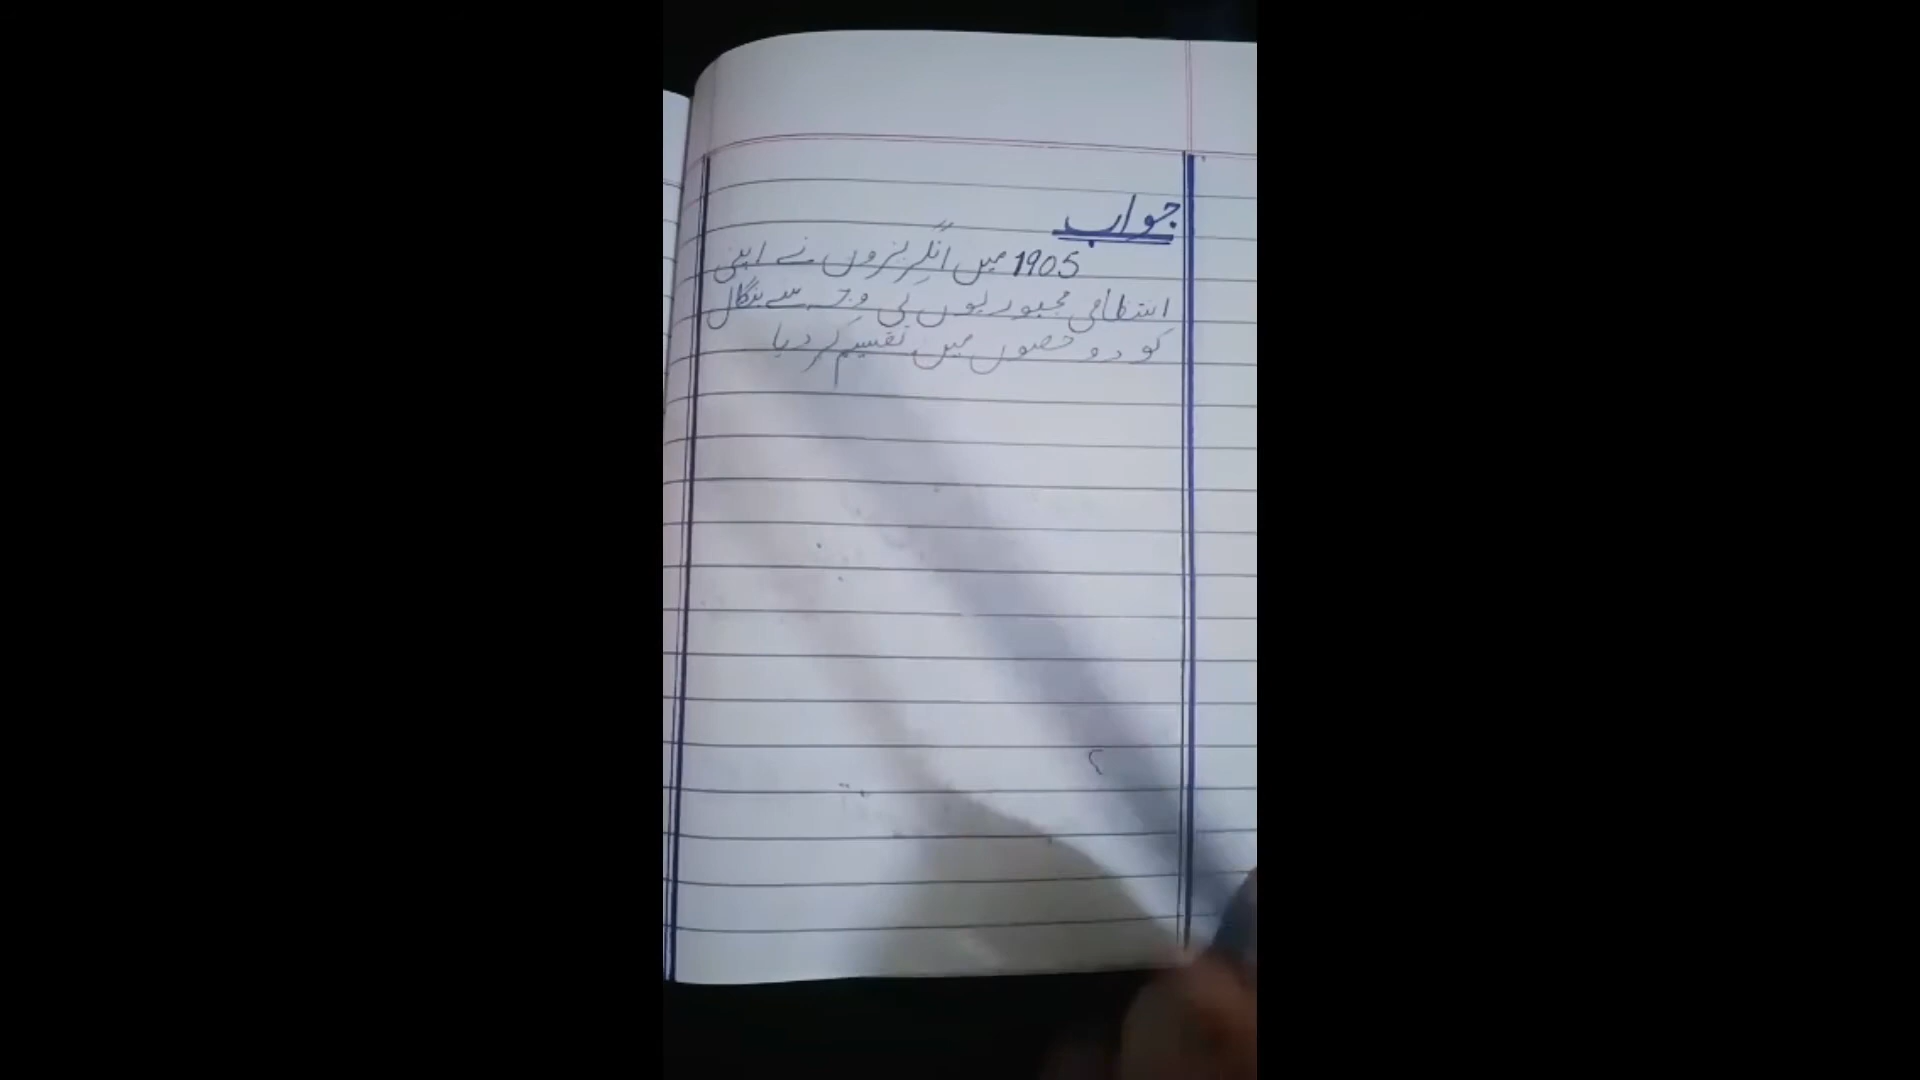 جواب
1905 میں انگریزوں نے اپنی
انتظامی مجبوریوں کی وجہ سے بنگال
کو دو حصوں میں تقسیم کر دیا